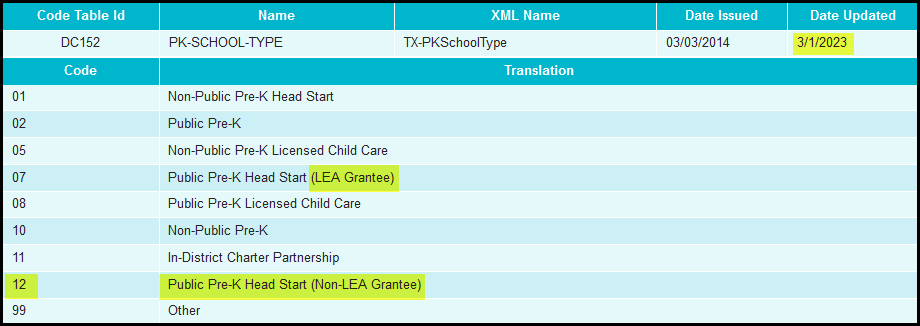 Code Table Id Name XML Name Date Issued Date Updated
DC152 PK-SCHOOL-TYPE TX-PKSchoolType 03/03/2014 3/1/2023
Code Translation
01 Non-Public Pre-K Head Start
02 Public Pre-K
05 Non-Public Pre-K Licensed Child Care
07 Public Pre-K Head Start (LEA Grantee)
08 Public Pre-K Licensed Child Care
10 Non-Public Pre-K
11 In-District Charter Partnership
12 Public Pre-K Head Start (Non-LEA Grantee)
99 Other